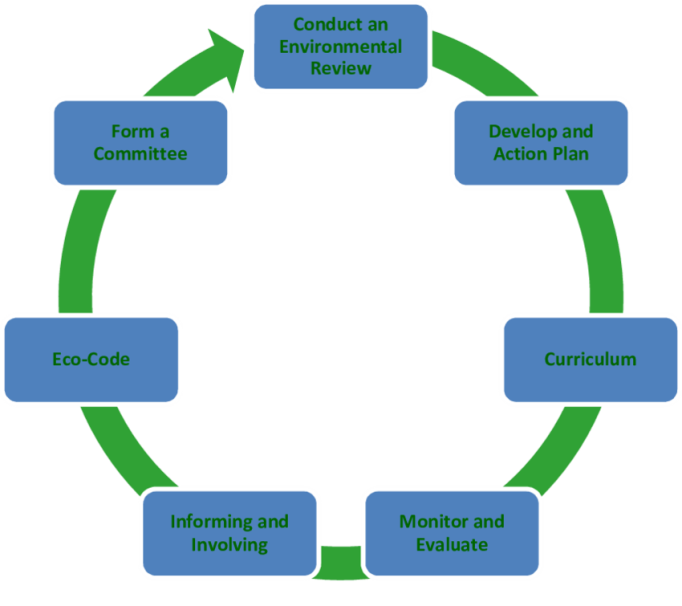 Conduct an
Environmental
Review
Form a
Committee
Develop and
Action Plan
Eco-Code
Curriculum
Informing and
Involving
Monitor and
Evaluate